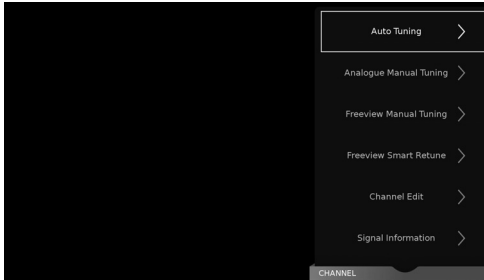 Auto Tuning
Analogue Manual Tuning
Freeview Manual Tuning
Freeview Smart Retune
Channel Edit
Signal Information
CHANNEL